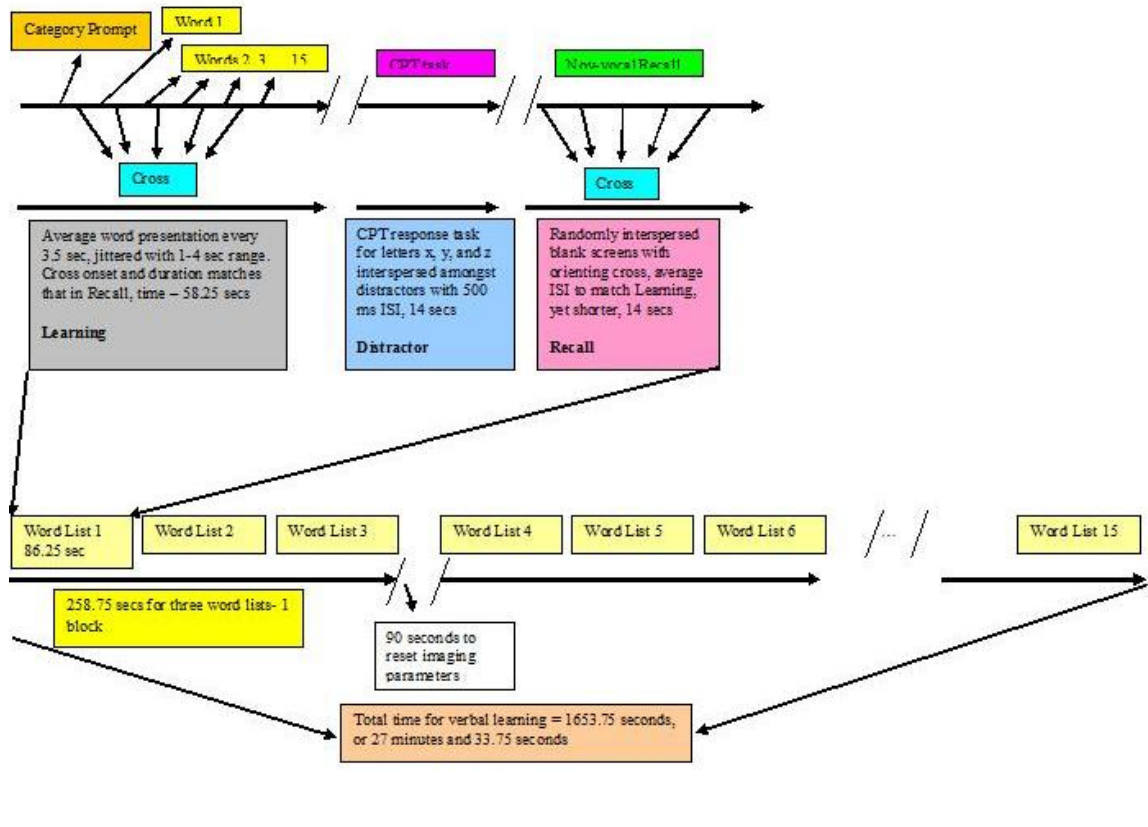 Category Prompt
Word 1
Words 2, 3 15
CPT task
Non-vocal Recall
Cross
Cross
Average word presentation every
3.5 sec, jittered with 1-4 sec range.
Cross onset and duration matches
that in Recall, time – 58.25 secs
Learning
CPT response task
for letters x, y, and z
interspersed amongst
distractors with 500
ms ISI, 14 secs
Distractor
Randomly interspersed
blank screens with
orienting cross, average
ISI to match Learning,
yet shorter, 14 secs
Recall
Word List 1
86.25 sec
Word List 2
Word List 3
Word List 4
Word List 5
Word List 6
...
Word List 15
258.75 secs for three word lists- 1
block
90 seconds to
reset imaging
parameters
Total time for verbal learning = 1653.75 seconds,
or 27 minutes and 33.75 seconds